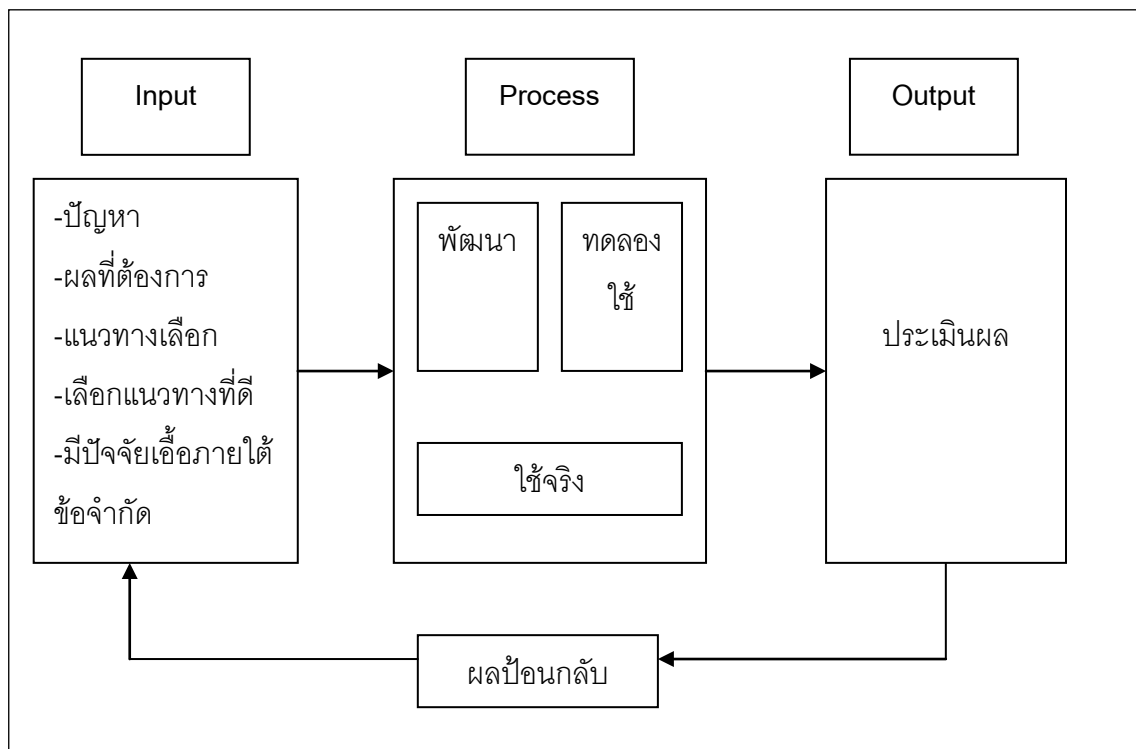 Input
Process
Output
-ปัญหา
-ผลที่ต้องการ
-แนวทางเลือก
-เลือกแนวทางที่ดี
-มีปัจจัยเอื้อภายใต้
ข้อจำกัด
พัฒนา
ทดลอง
ใช้
ใช้จริง
ประเมินผล
ผลป้อนกลับ